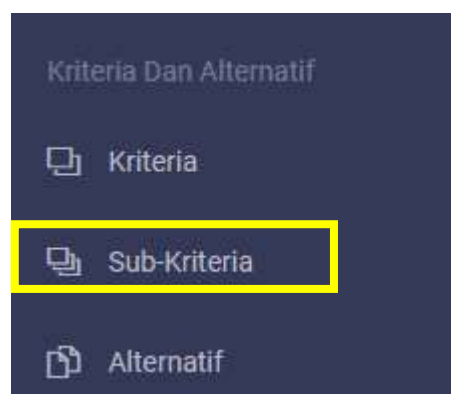 Kriteria Dan Alternatif
Kriteria
Sub-Kriteria
Alternatif